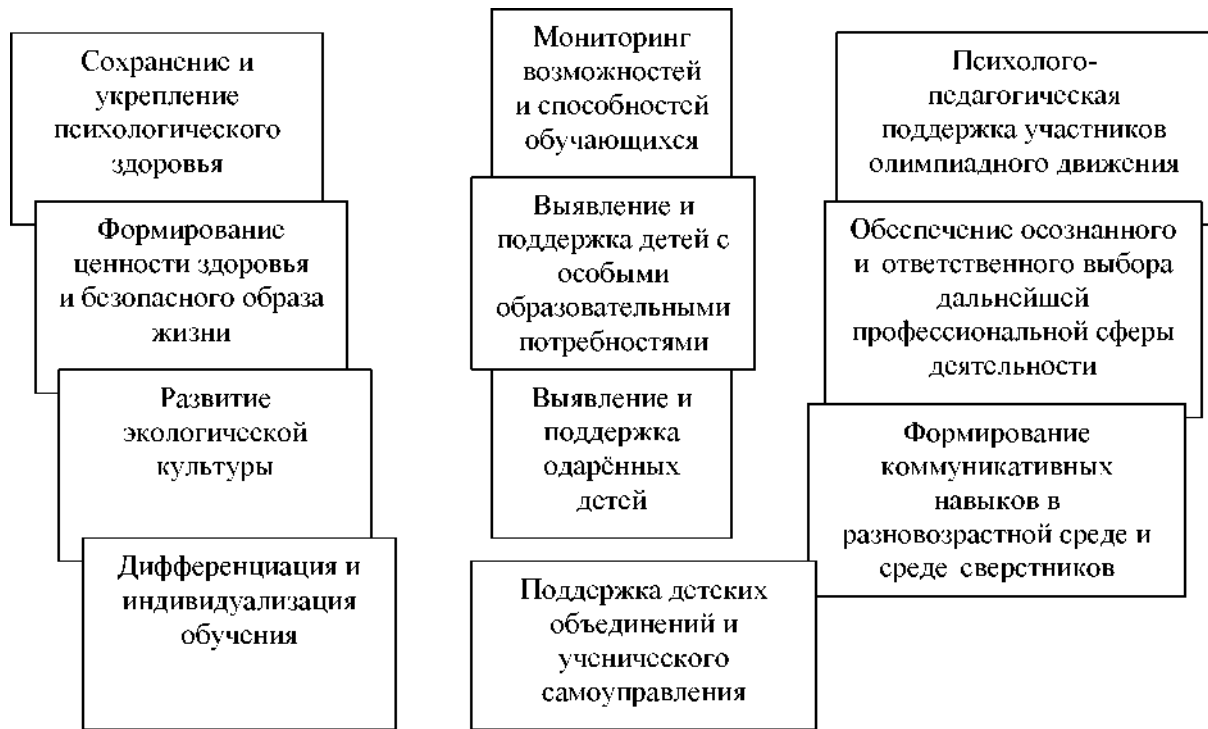 Сохранение и
укрепление
психологического
здоровья
Формирование
ценности здоровья
и безопасного образа
жизни
Развитие
экологической
культуры
Дифференциация и
индивидуализация
обучения
Мониторинг
возможностей
и способностей
обучающихся
Выявление и
поддержка детей с
особыми
образовательными
потребностями
Выявление и
поддержка
одарённых
детей
Поддержка детских
объединений и
ученического
самоуправления
Психолого-
педагогическая
поддержка участников
олимпиадного движения
Обеспечение осознанного
и ответственного выбора
дальнейшей
профессиональной сферы
деятельности
Формирование
коммуникативных
навыков в
разновозрастной среде и
среде сверстников